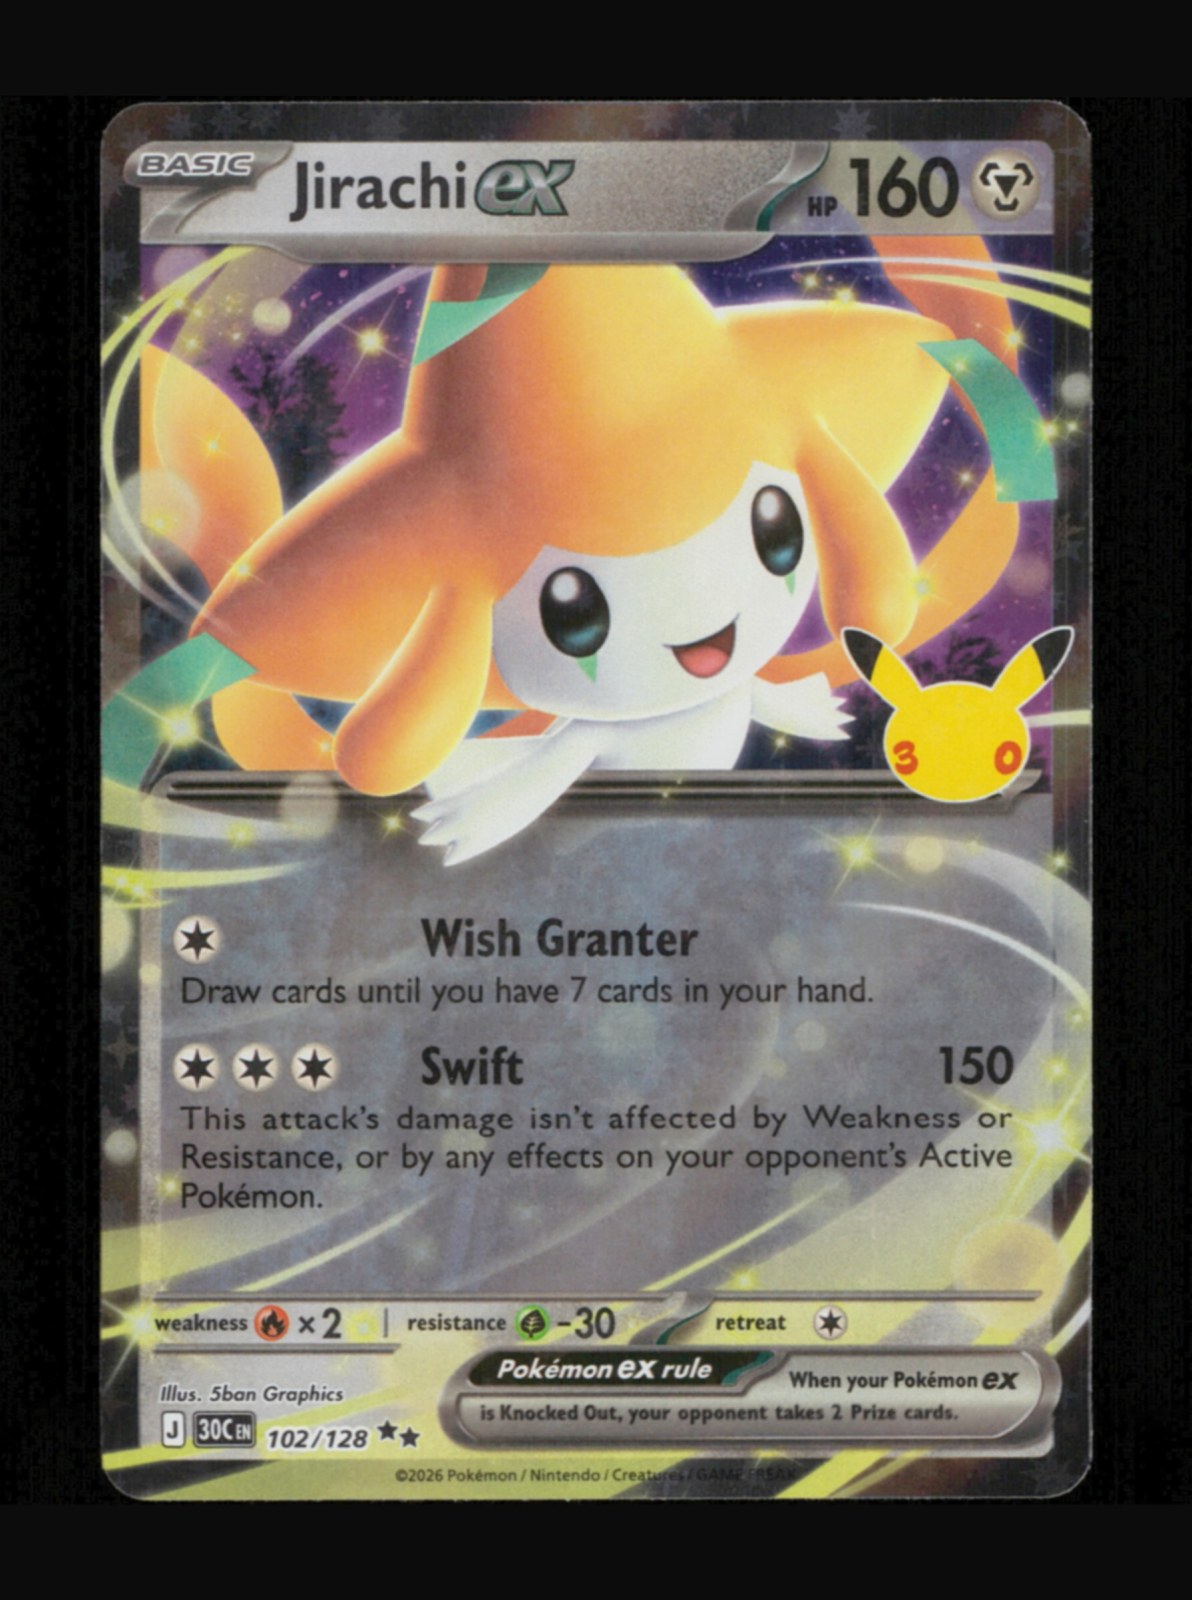 BASIC Jirachi ex HP 160
30
Wish Granter
Draw cards until you have 7 cards in your hand.
Swift 150
This attack's damage isn't affected by Weakness or
Resistance, or by any effects on your opponent's Active
Pokémon.
weakness ×2 resistance -30 retreat
Pokémon ex rule When your Pokémon ex
is Knocked Out, your opponent takes 2 Prize cards.
Illus. 5ban Graphics
J 30C EN 102/128 ★★
©2026 Pokémon / Nintendo / Creatures / GAME FREAK